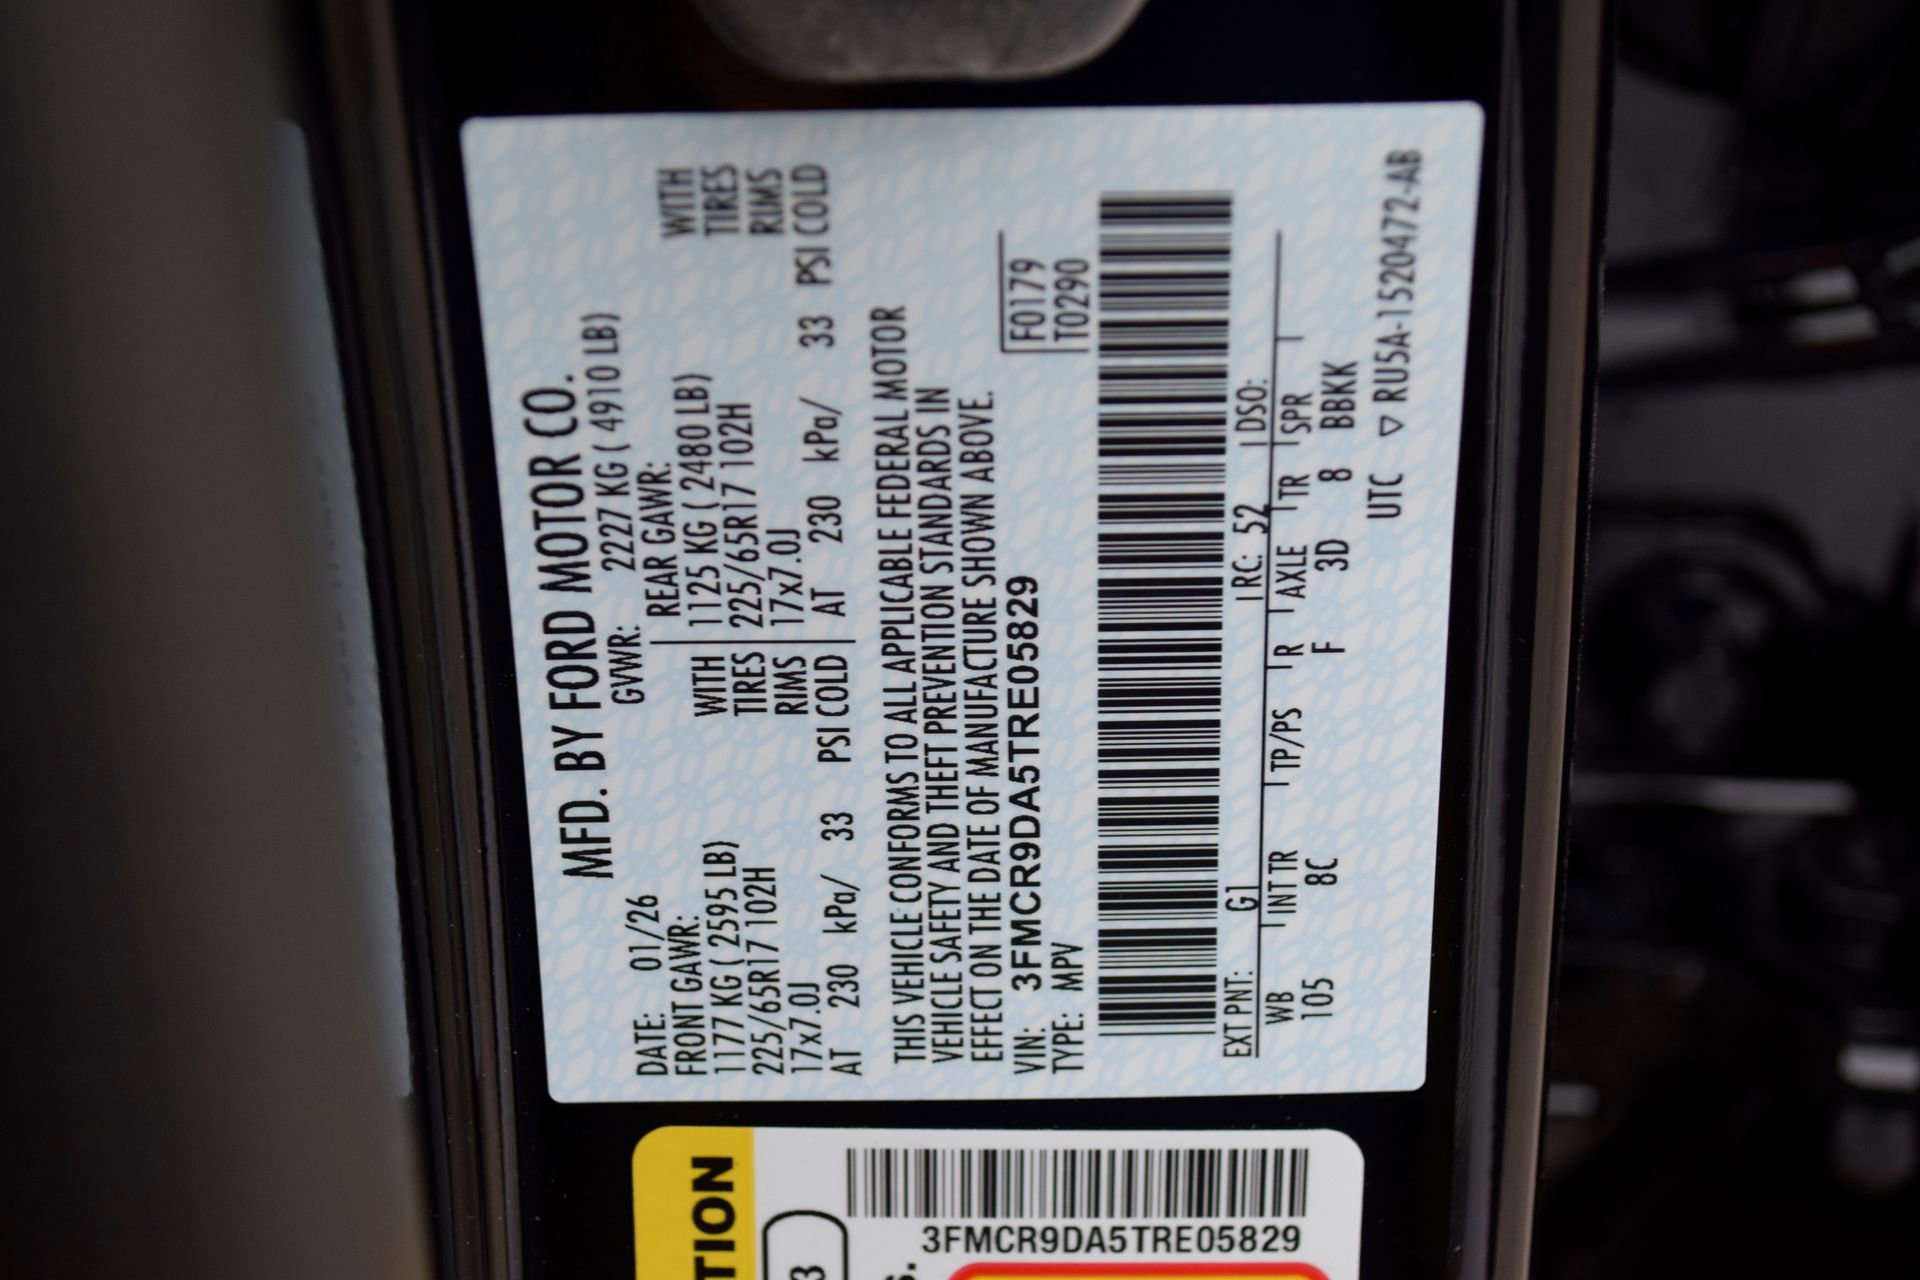 MFD. BY FORD MOTOR CO.
DATE: 01/26 GVWR: 2227 KG ( 4910 LB)
FRONT GAWR: REAR GAWR:
1177 KG ( 2595 LB) WITH 1125 KG ( 2480 LB) WITH
225/65R17 102H TIRES 225/65R17 102H TIRES
17x7.0J RIMS 17x7.0J RIMS
AT 230 kPa/ 33 PSI COLD AT 230 kPa/ 33 PSI COLD
THIS VEHICLE CONFORMS TO ALL APPLICABLE FEDERAL MOTOR
VEHICLE SAFETY AND THEFT PREVENTION STANDARDS IN
EFFECT ON THE DATE OF MANUFACTURE SHOWN ABOVE.
VIN: 3FMCR9DA5TRE05829 F0179
TYPE: MPV T0290
EXT PNT: G1 RC: 52 DSO:
WB INT TR TP/PS R AXLE TR SPR
105 8C F 3D 8 BBKK
UTC ▽ RU5A-1520472-AB
TION
3
3FMCR9DA5TRE05829
s.